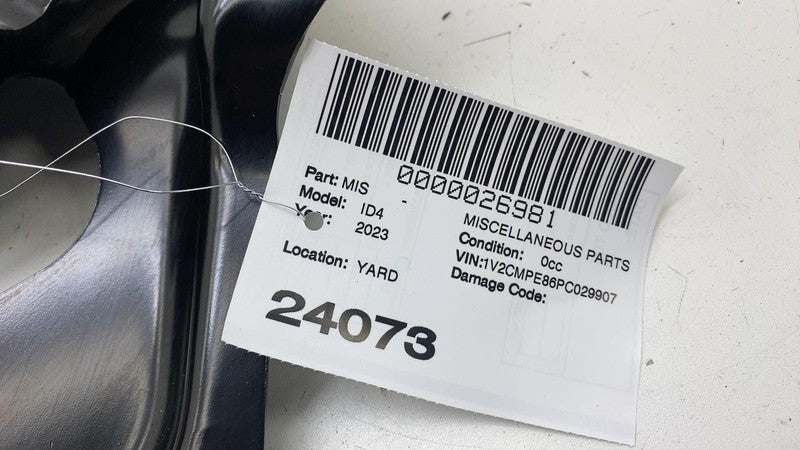 0000026981
Part: MIS -
MISCELLANEOUS PARTS
Model: ID4
Condition: 0cc
Year: 2023
VIN:1V2CMPE86PC029907
Location: YARD
Damage Code:
24073